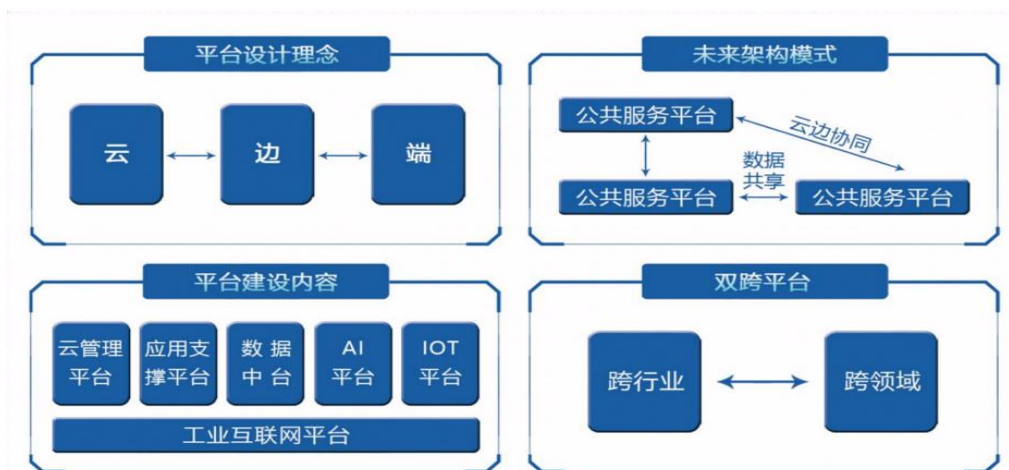 平台设计理念
云
边
端
未来架构模式
公共服务平台
云边协同
数据
共享
公共服务平台
公共服务平台
平台建设内容
云管理
平台
应用支
撑平台
数据
中台
AI
平台
IOT
平台
工业互联网平台
双跨平台
跨行业
跨领域